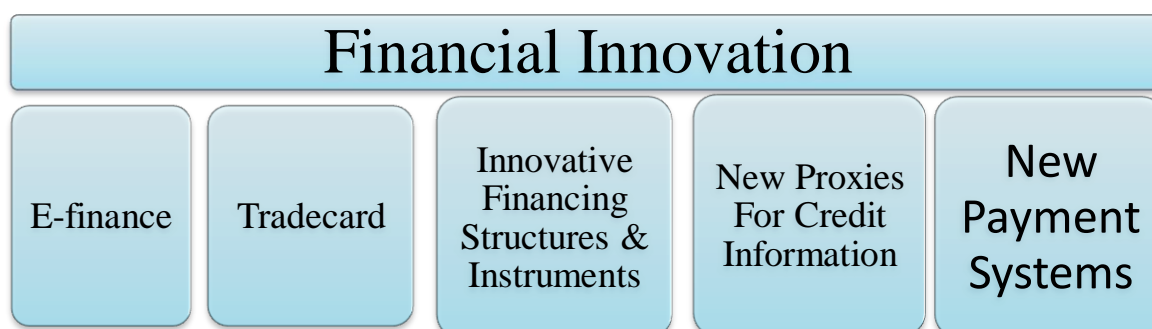 Financial Innovation
E-finance
Tradecard
Innovative
Financing
Structures &
Instruments
New Proxies
For Credit
Information
New
Payment
Systems